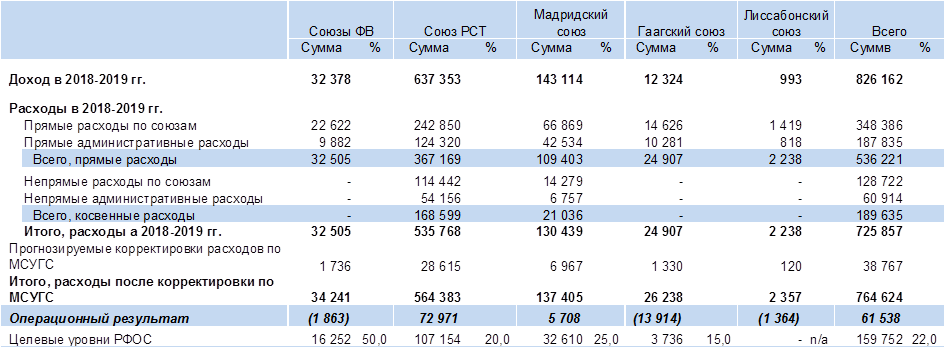 Союзы ФВ Союз PCT Мадридский союз Гаагский союз Лиссабонский союз Всего
Сумма % Сумма % Сумма % Сумма % Сумма % Суммв %
Доход в 2018-2019 гг. 32 378 637 353 143 114 12 324 993 826 162
Расходы в 2018-2019 гг.
Прямые расходы по союзам 22 622 242 850 66 869 14 626 1 419 348 386
Прямые административные расходы 9 882 124 320 42 534 10 281 818 187 835
Всего, прямые расходы 32 505 367 169 109 403 24 907 2 238 536 221
Непрямые расходы по союзам - 114 442 14 279 - - 128 722
Непрямые административные расходы - 54 156 6 757 - - 60 914
Всего, косвенные расходы - 168 599 21 036 - - 189 635
Итого, расходы а 2018-2019 гг. 32 505 535 768 130 439 24 907 2 238 725 857
Прогнозируемые корректировки расходов по
МСУГС 1 736 28 615 6 967 1 330 120 38 767
Итого, расходы после корректировки по
МСУГС 34 241 564 383 137 405 26 238 2 357 764 624
Операционный результат (1 863) 72 971 5 708 (13 914) (1 364) 61 538
Целевые уровни РФОС 16 252 50,0% 107 154 20,0% 32 610 25,0% 3 736 15,0% - n/a 159 752 22,0%